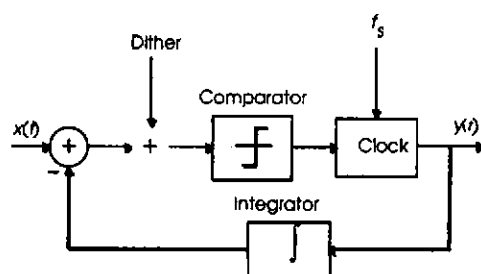 f_s
Dither
Comparator
x(t)
+
+
Clock
y(t)
−
Integrator
∫